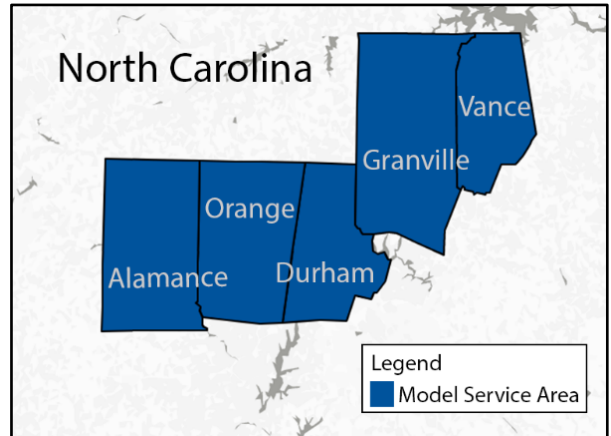 North Carolina
Vance
Granville
Orange
Alamance
Durham
Legend
Model Service Area